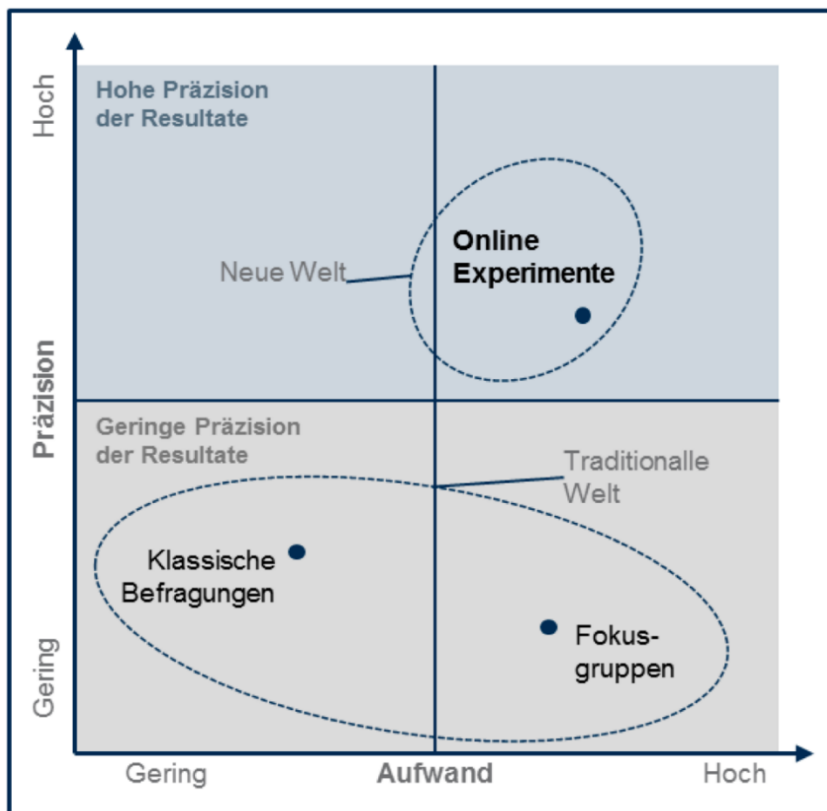 Hoch
Hohe Präzision
der Resultate
Neue Welt
Online
Experimente
Präzision
Geringe Präzision
der Resultate
Traditionalle
Welt
Klassische
Befragungen
Fokus-
gruppen
Gering
Gering
Aufwand
Hoch